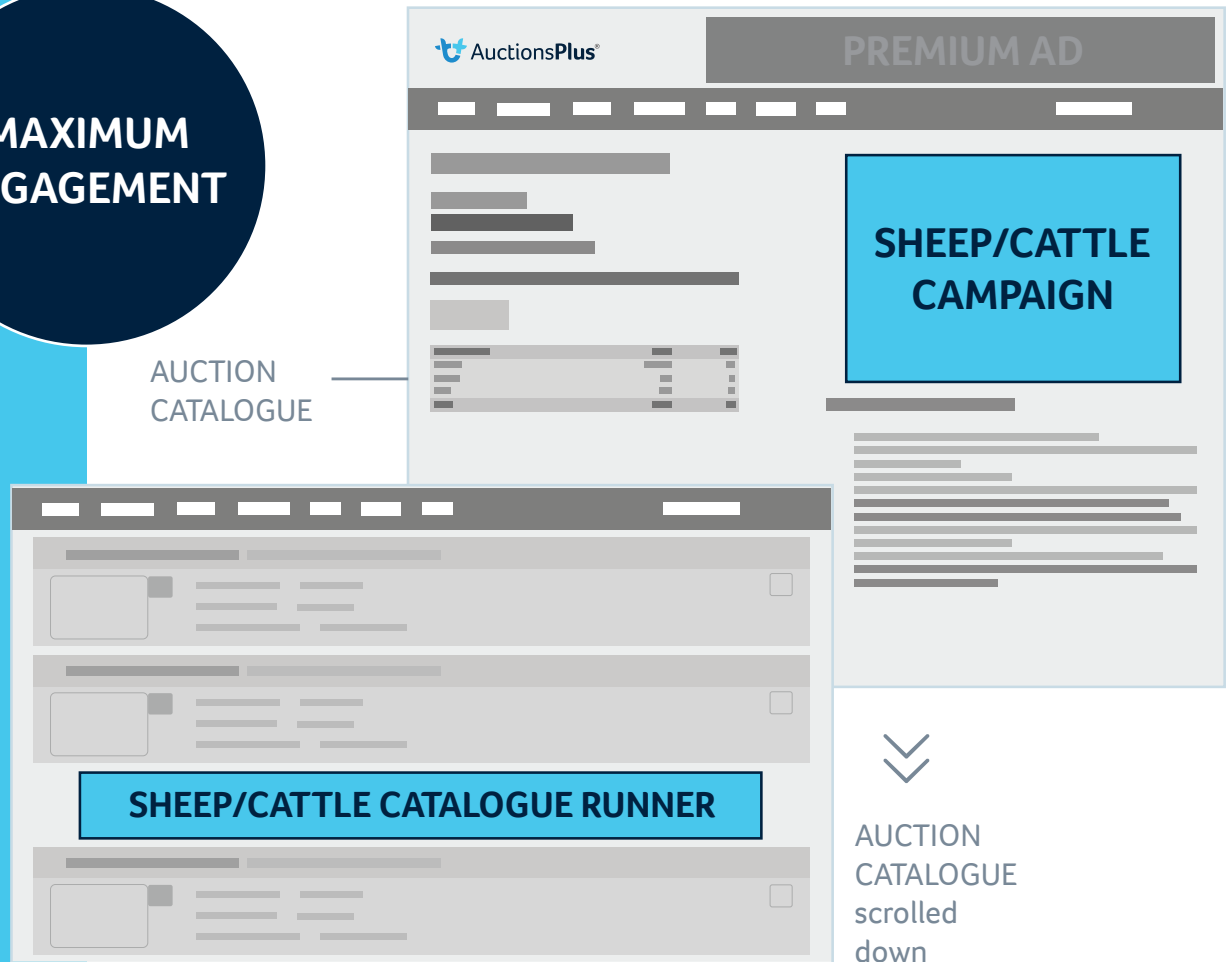 MAXIMUM
GAGEMENT
AuctionsPlus®
PREMIUM AD
SHEEP/CATTLE
CAMPAIGN
AUCTION
CATALOGUE
SHEEP/CATTLE CATALOGUE RUNNER
AUCTION
CATALOGUE
scrolled
down